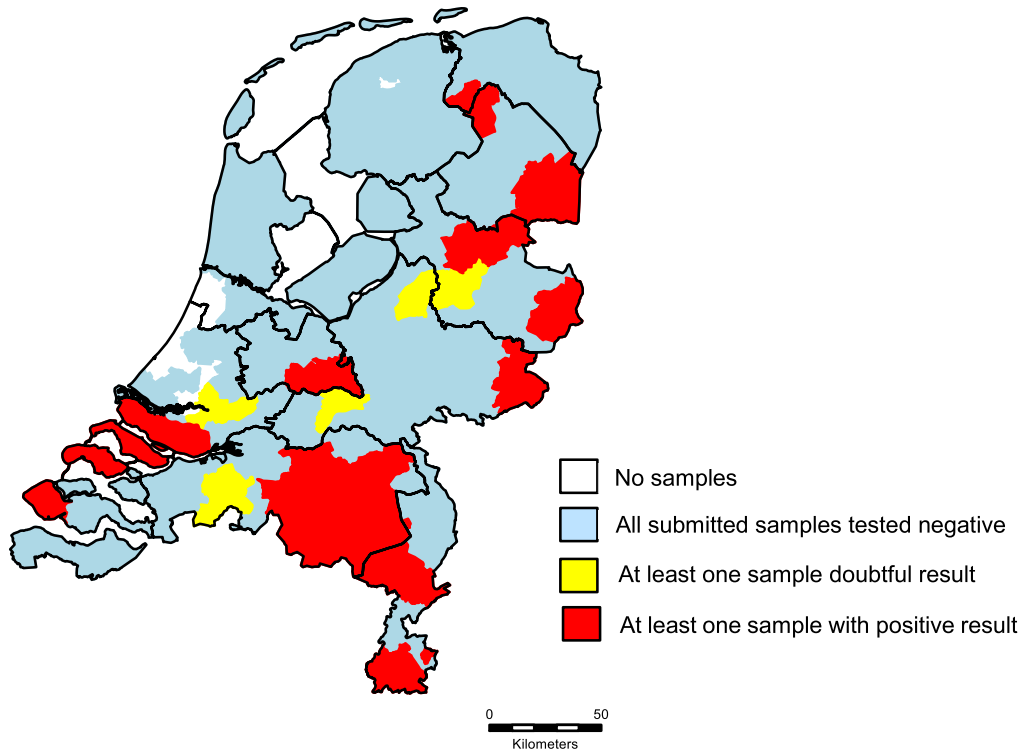 No samples
All submitted samples tested negative
At least one sample doubtful result
At least one sample with positive result
0 50
Kilometers